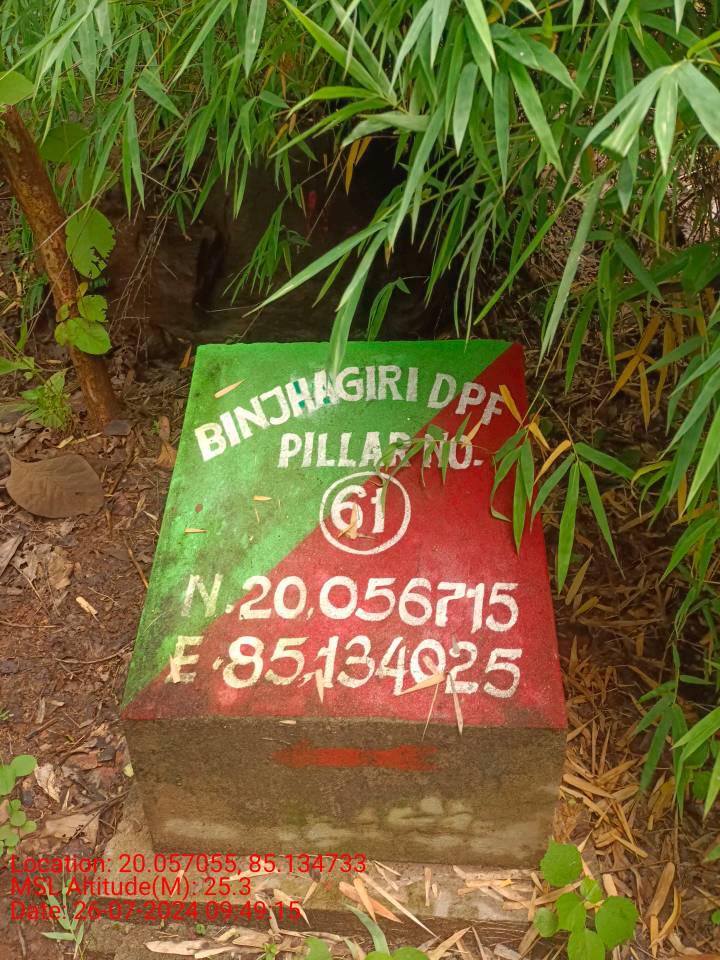 BINJHAGIRI DPF
PILLAR NO.
61
N. 20.056715
E. 85.134025
Location: 20.057055, 85.134733
MSL Altitude(M): 25.3
Date: 26-07-2024 09:49:15